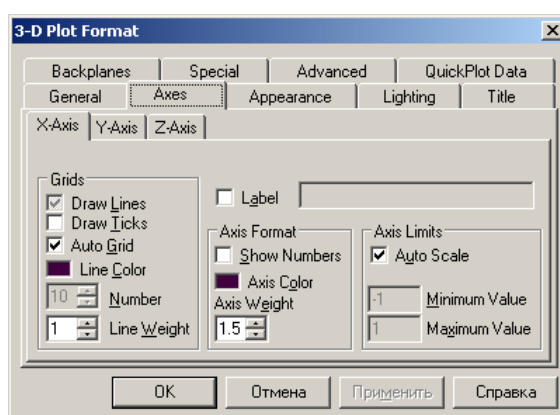 3-D Plot Format
Backplanes Special Advanced QuickPlot Data
General Axes Appearance Lighting Title
X-Axis Y-Axis Z-Axis
Grids
Draw Lines
Draw Ticks
Auto Grid
Line Color
10 Number
1 Line Weight
Label
Axis Format
Show Numbers
Axis Color
Axis Weight
1.5
Axis Limits
Auto Scale
-1 Minimum Value
1 Maximum Value
OK Отмена Применить Справка